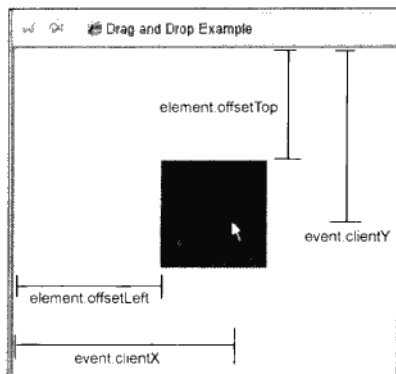 Drag and Drop Example
element.offsetTop
event.clientY
element.offsetLeft
event.clientX